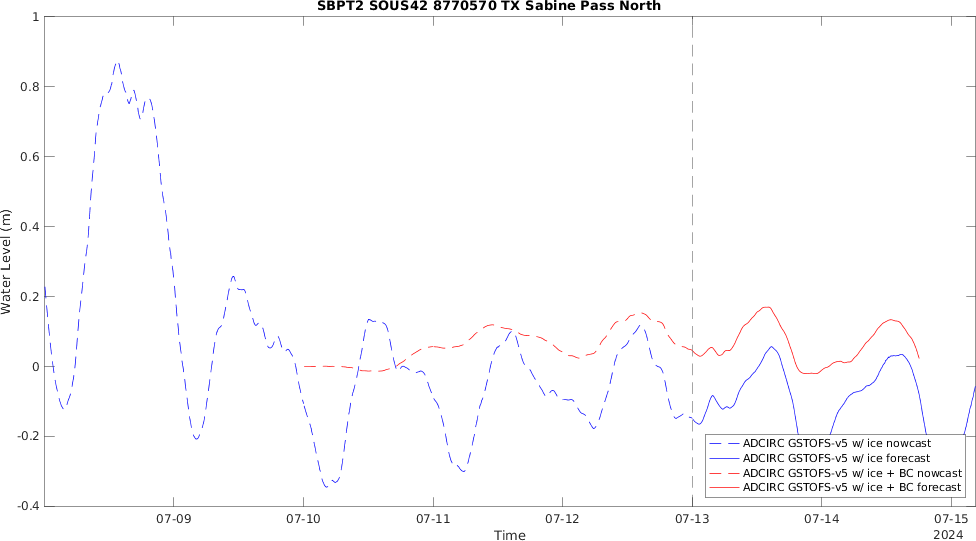 SBPT2 SOUS42 8770570 TX Sabine Pass North
1
0.8
0.6
0.4
0.2
0
-0.2
-0.4
Water Level (m)
ADCIRC GSTOFS-v5 w/ ice nowcast
ADCIRC GSTOFS-v5 w/ ice forecast
ADCIRC GSTOFS-v5 w/ ice + BC nowcast
ADCIRC GSTOFS-v5 w/ ice + BC forecast
07-09 07-10 07-11 07-12 07-13 07-14 07-15
Time
2024